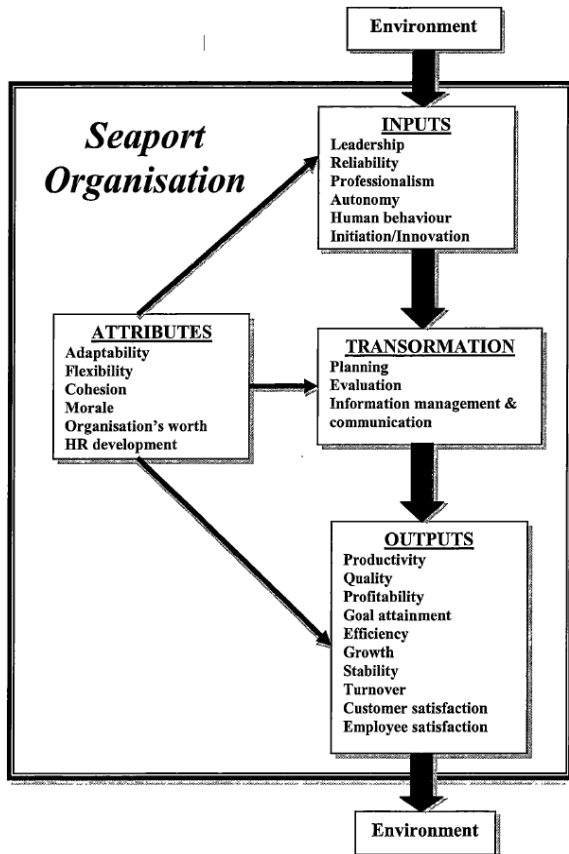 Environment
Seaport
Organisation
INPUTS
Leadership
Reliability
Professionalism
Autonomy
Human behaviour
Initiation/Innovation
ATTRIBUTES
Adaptability
Flexibility
Cohesion
Morale
Organisation's worth
HR development
TRANSORMATION
Planning
Evaluation
Information management &
communication
OUTPUTS
Productivity
Quality
Profitability
Goal attainment
Efficiency
Growth
Stability
Turnover
Customer satisfaction
Employee satisfaction
Environment